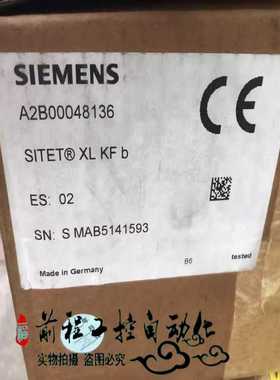 SIEMENS
CE
A2B00048136
SITET® XL KF b
ES: 02
SN: S MAB5141593
B6
tested
Made in Germany
前程工控自动化
实物拍摄 盗图必究